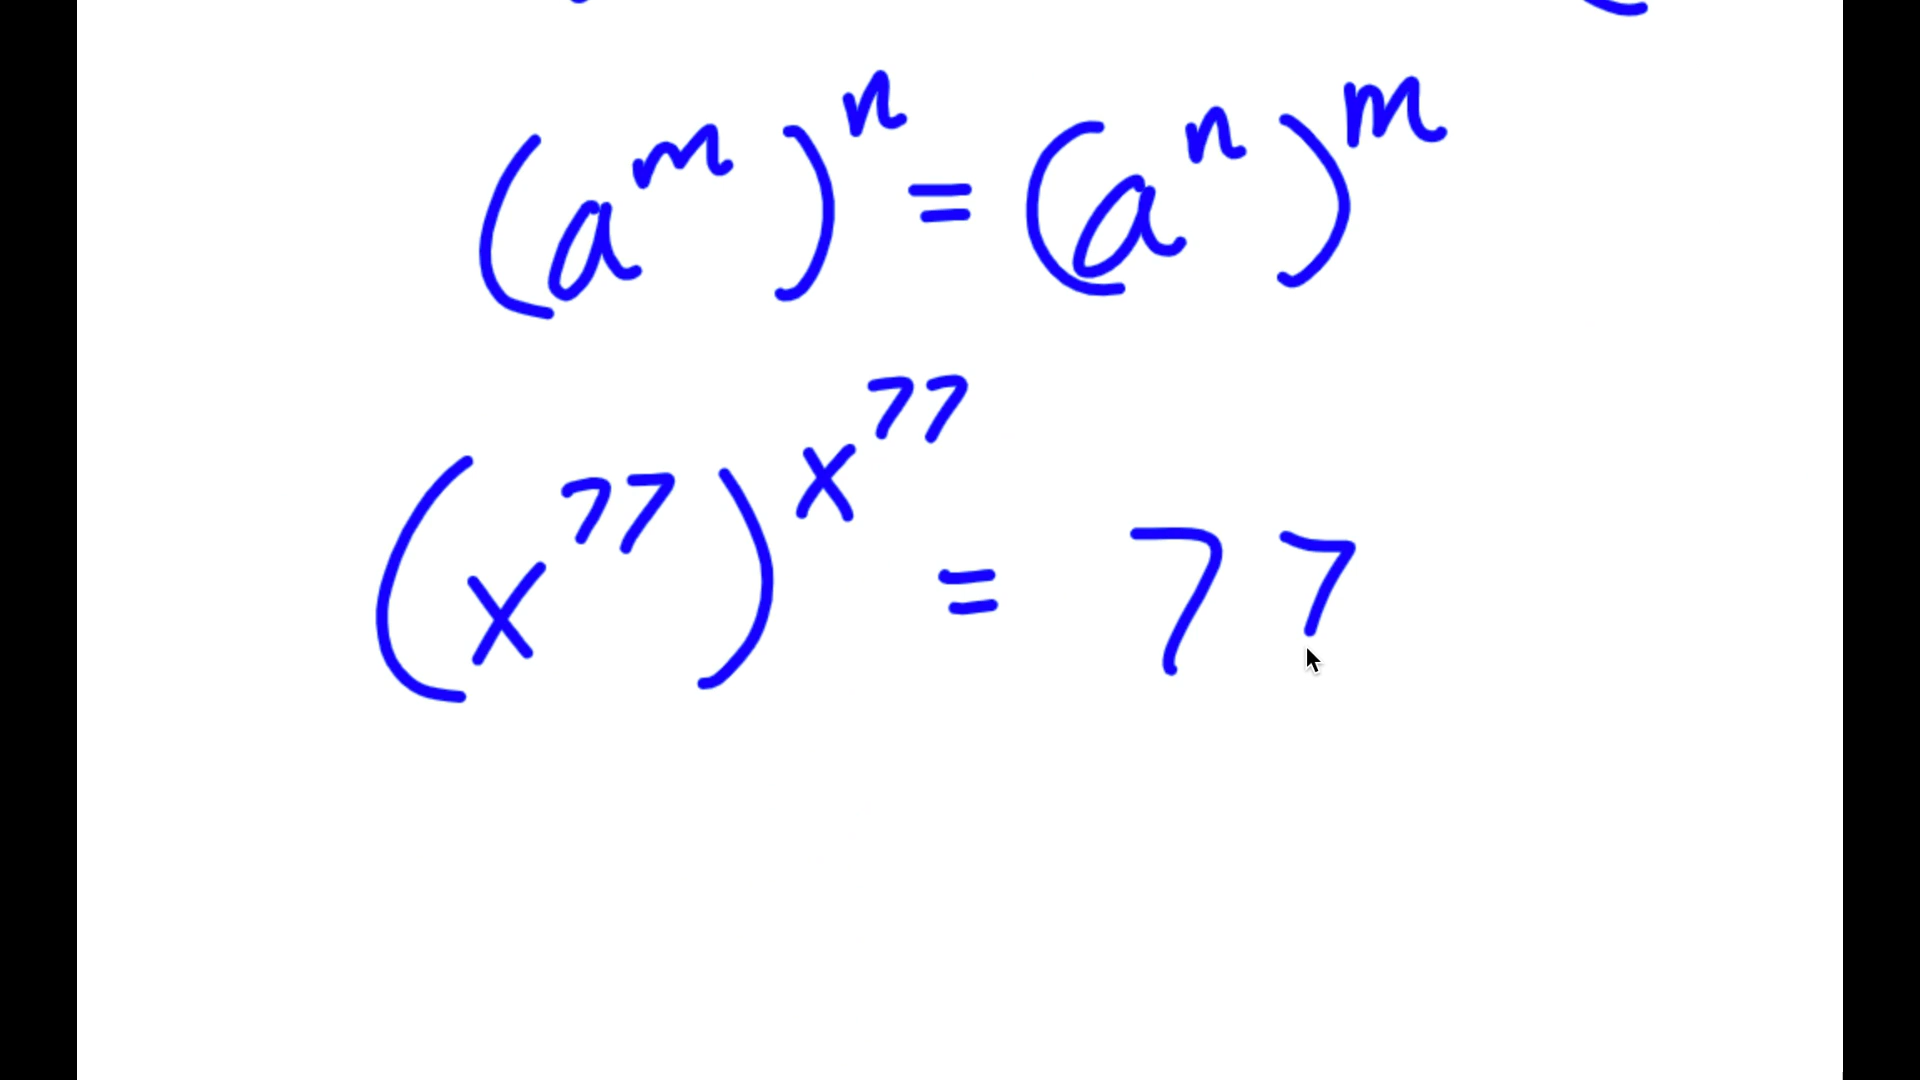 (a^m)^n = (a^n)^m
(x^77)^x^77 = 77